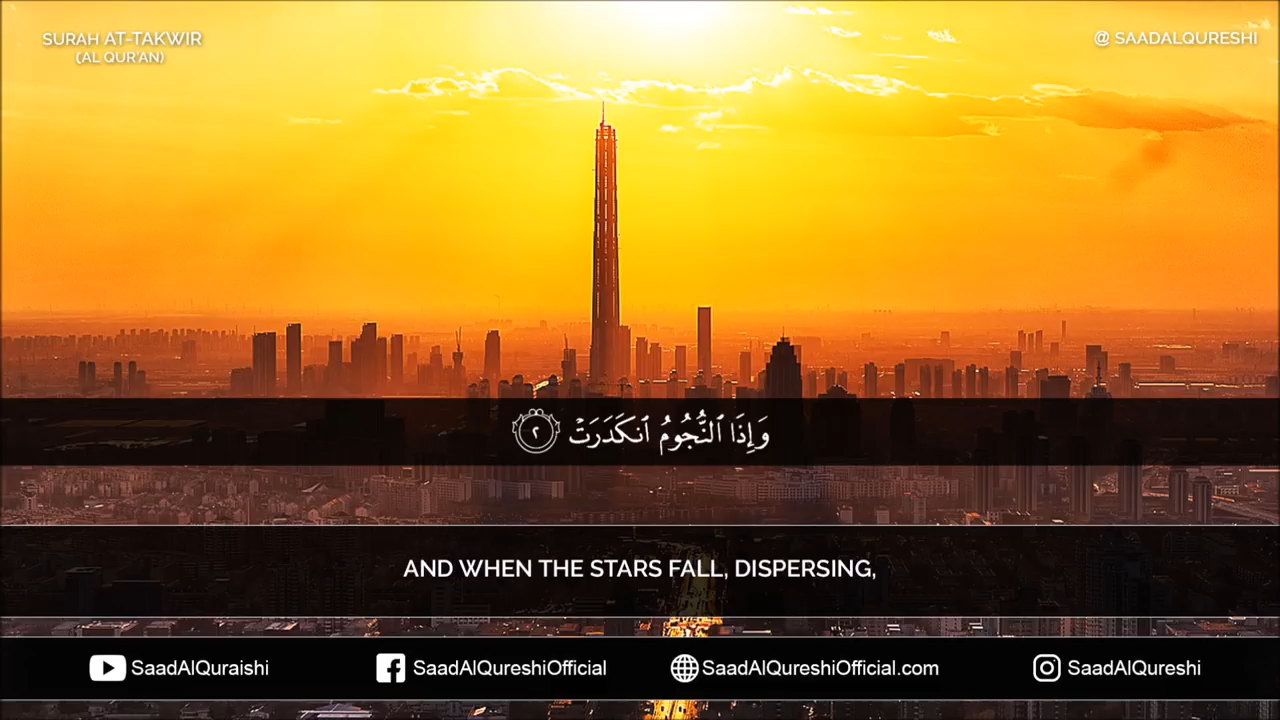 SURAH AT-TAKWIR
(AL QUR'AN)
@ SAADALQURESHI
وَإِذَا ٱلنُّجُومُ ٱنكَدَرَتْ ٢
AND WHEN THE STARS FALL, DISPERSING,
SaadAlQuraishi
SaadAlQureshiOfficial
SaadAlQureshiOfficial.com
SaadAlQureshi